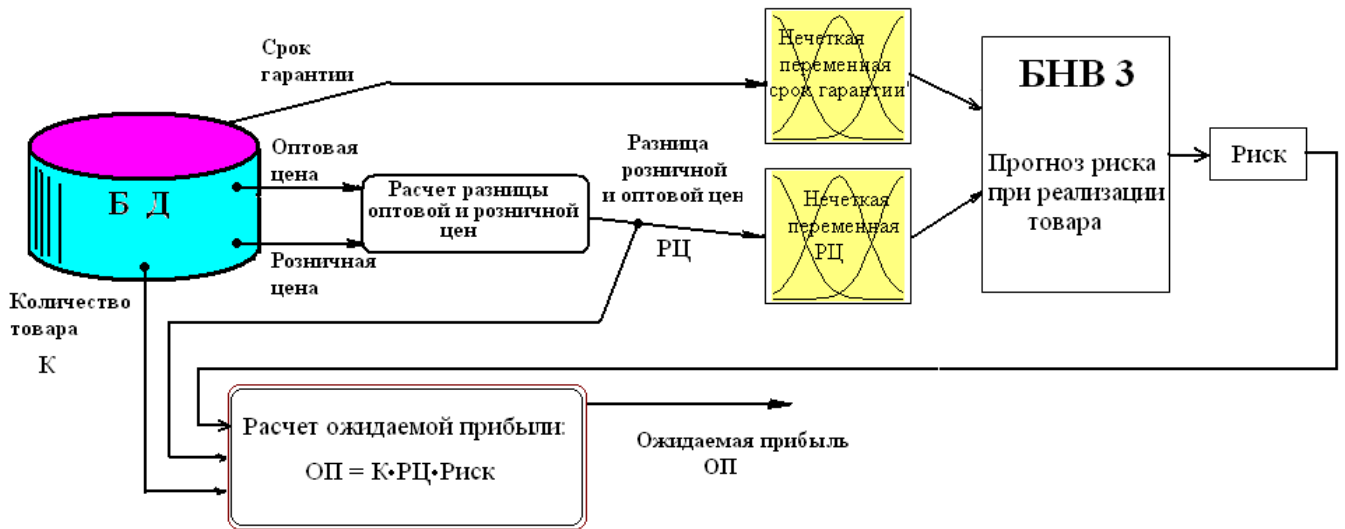 Срок
гарантии
Нечеткая
переменная
срок гарантии'
БНВ 3
Прогноз риска
при реализации
товара
Риск
Б Д
Оптовая
цена
Расчет разницы
оптовой и розничной
цен
Разница
розничной
и оптовой цен
РЦ
Нечеткая
переменная
РЦ
Розничная
цена
Количество
товара
К
Расчет ожидаемой прибыли:
ОП = К•РЦ•Риск
Ожидаемая прибыль
ОП